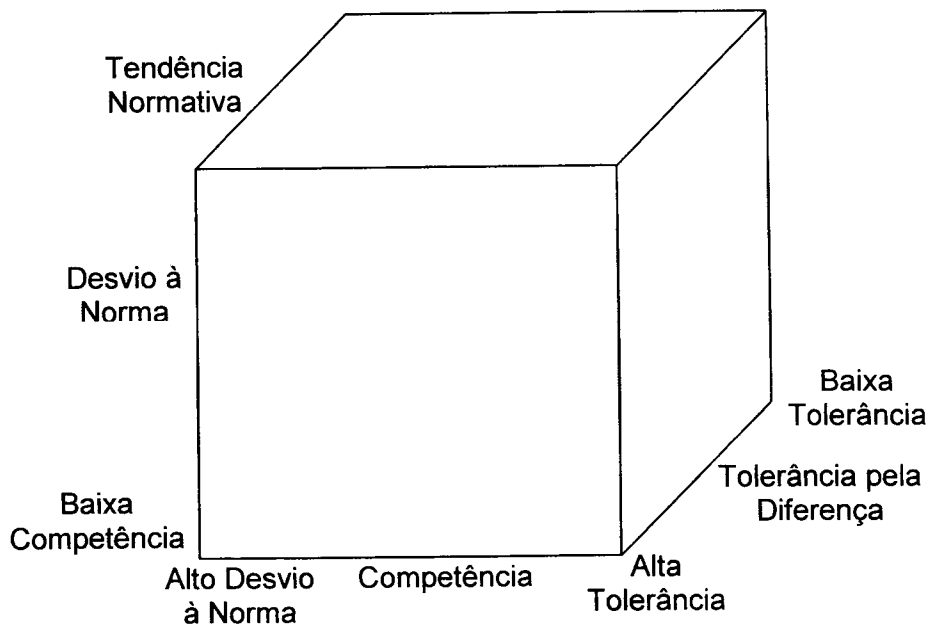 Tendência
Normativa
Desvio à
Norma
Baixa
Tolerância
Tolerância pela
Diferença
Baixa
Competência
Alto Desvio
à Norma
Competência
Alta
Tolerância